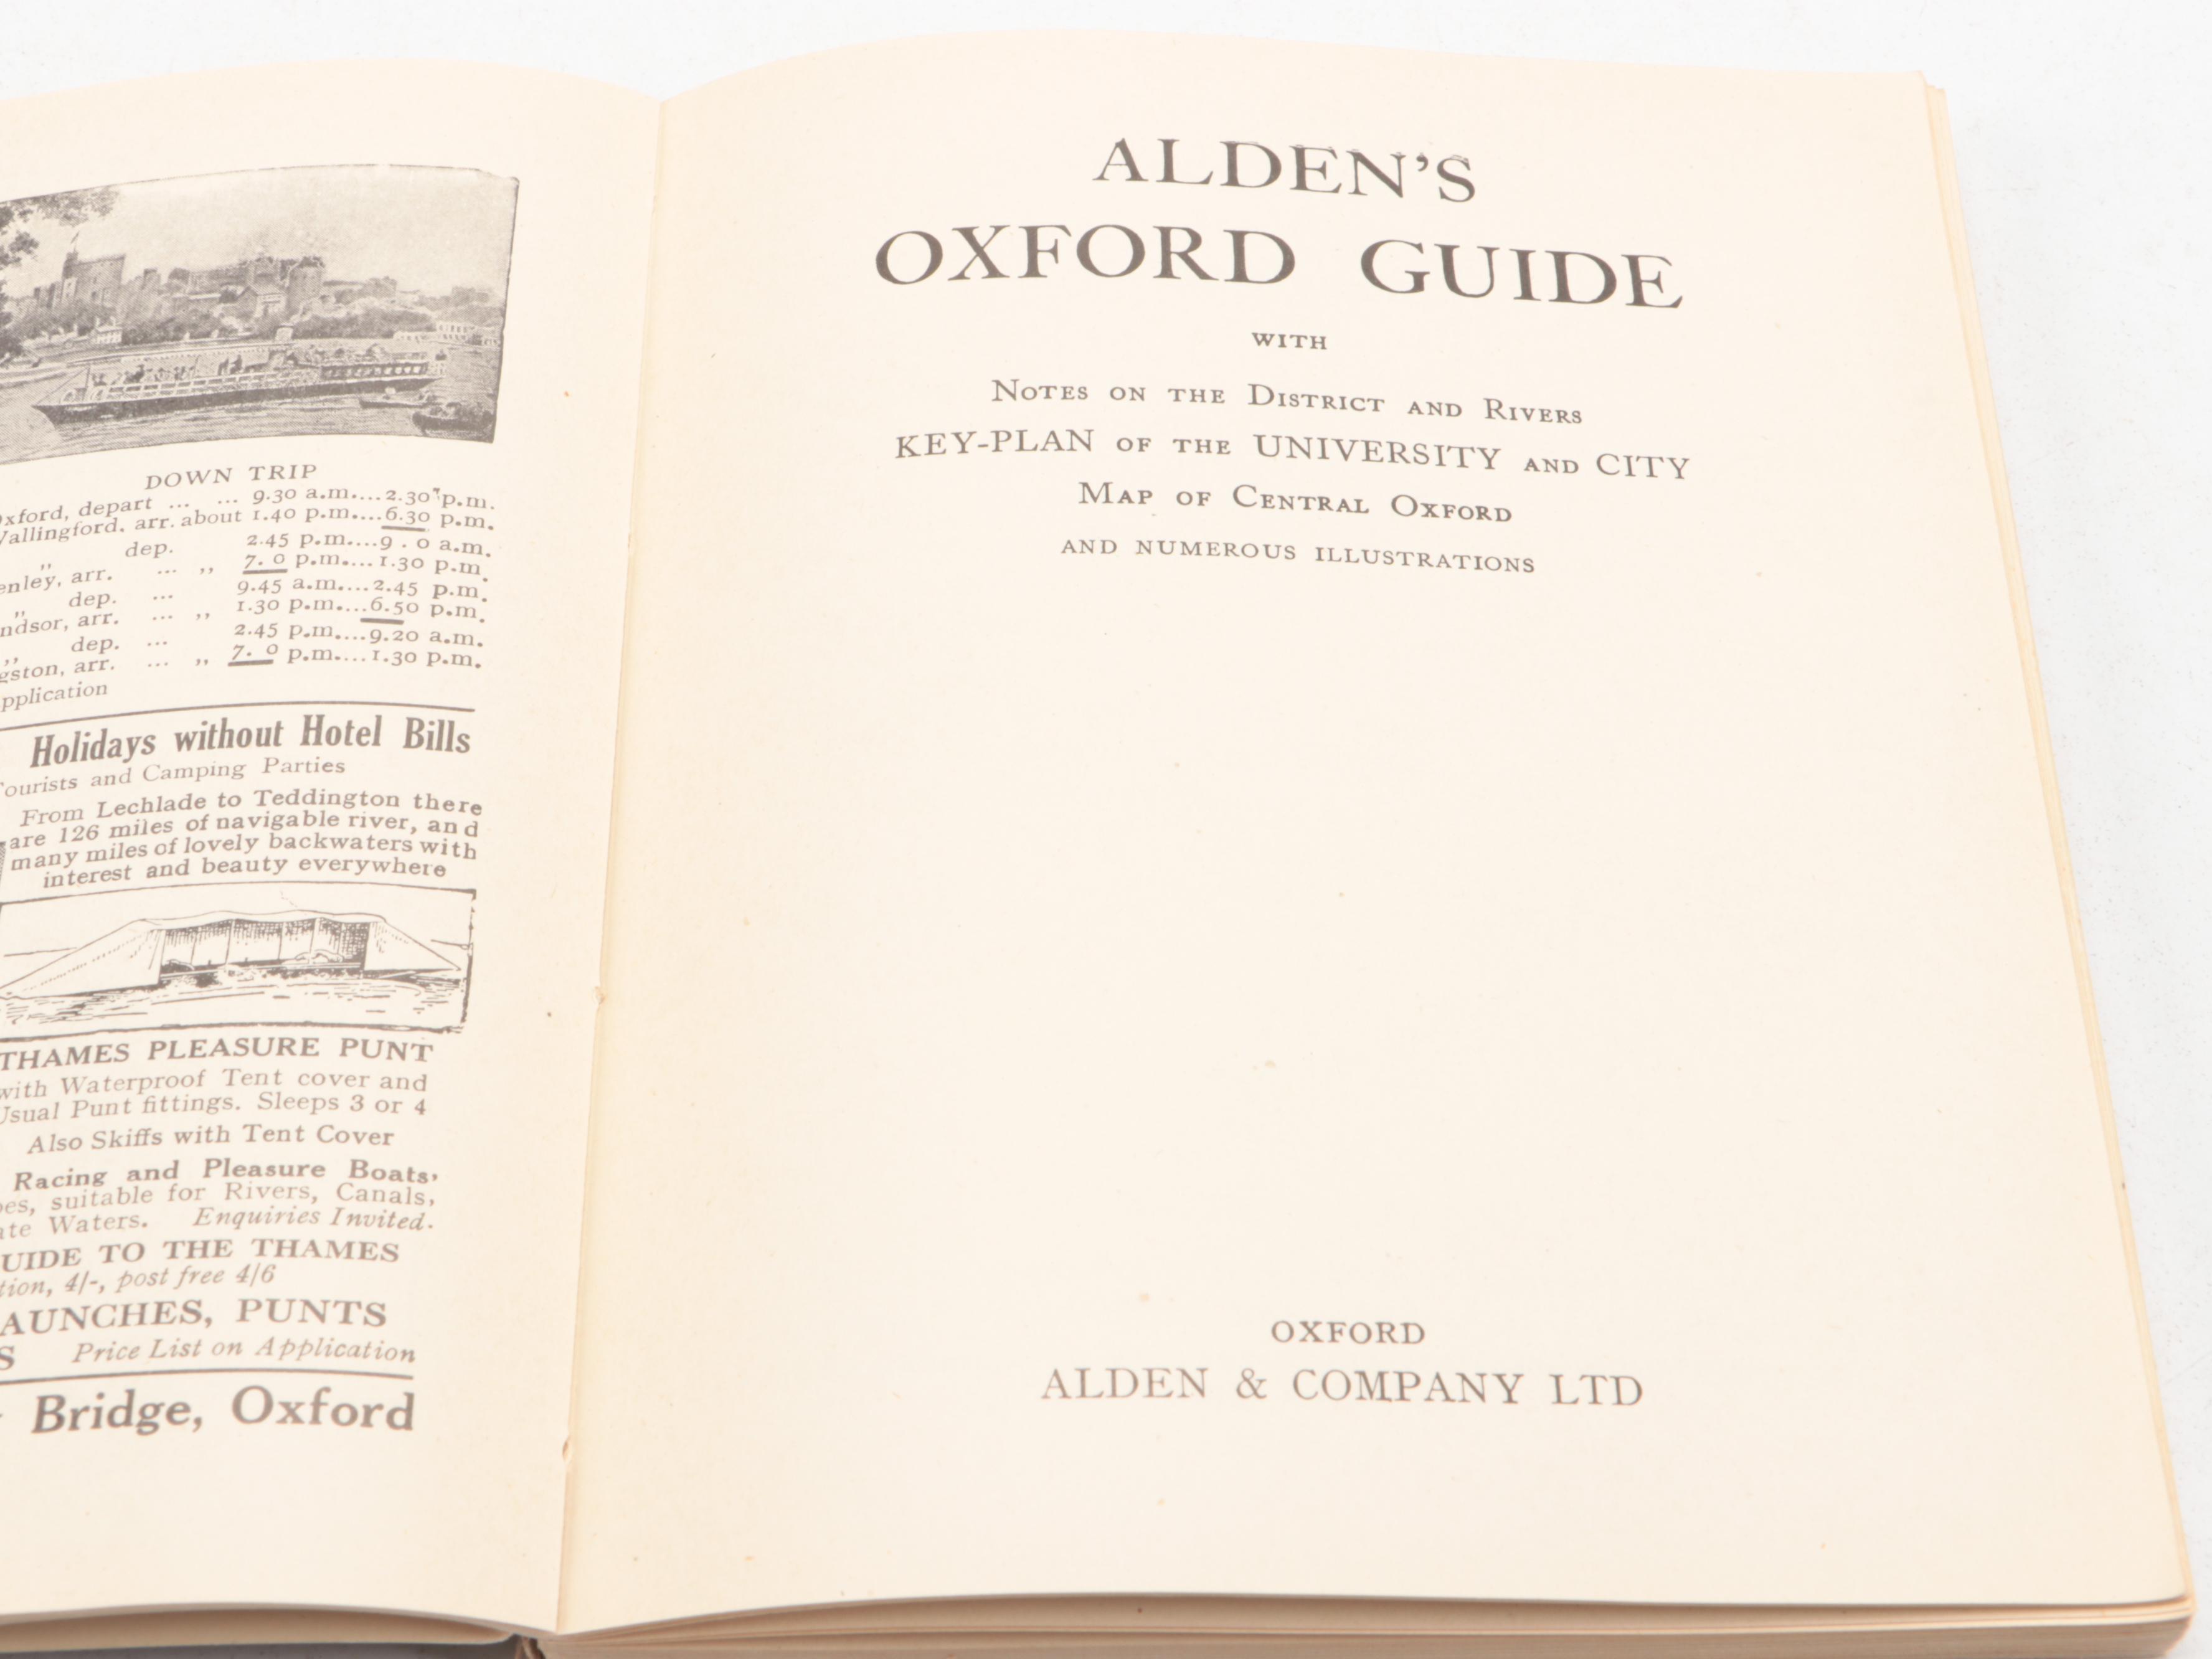 DOWN TRIP
xford, depart ... ... 9.30 a.m....2.30 p.m.
allingford, arr. about 1.40 p.m....6.30 p.m.
,, dep. 2.45 p.m....9 . 0 a.m.
enley, arr. ... ,, 7. 0 p.m....1.30 p.m.
,, dep. ... 9.45 a.m....2.45 p.m.
ndsor, arr. ... ,, 1.30 p.m....6.50 p.m.
,, dep. ... 2.45 p.m....9.20 a.m.
gston, arr. ... ,, 7. 0 p.m....1.30 p.m.
pplication
Holidays without Hotel Bills
Tourists and Camping Parties
From Lechlade to Teddington there
are 126 miles of navigable river, and
many miles of lovely backwaters with
interest and beauty everywhere
THAMES PLEASURE PUNT
with Waterproof Tent cover and
Usual Punt fittings. Sleeps 3 or 4
Also Skiffs with Tent Cover
Racing and Pleasure Boats,
pes, suitable for Rivers, Canals,
ate Waters. Enquiries Invited.
UIDE TO THE THAMES
tion, 4/-, post free 4/6
AUNCHES, PUNTS
S Price List on Application
Bridge, Oxford
ALDEN'S
OXFORD GUIDE
WITH
NOTES ON THE DISTRICT AND RIVERS
KEY-PLAN OF THE UNIVERSITY AND CITY
MAP OF CENTRAL OXFORD
AND NUMEROUS ILLUSTRATIONS
OXFORD
ALDEN & COMPANY LTD